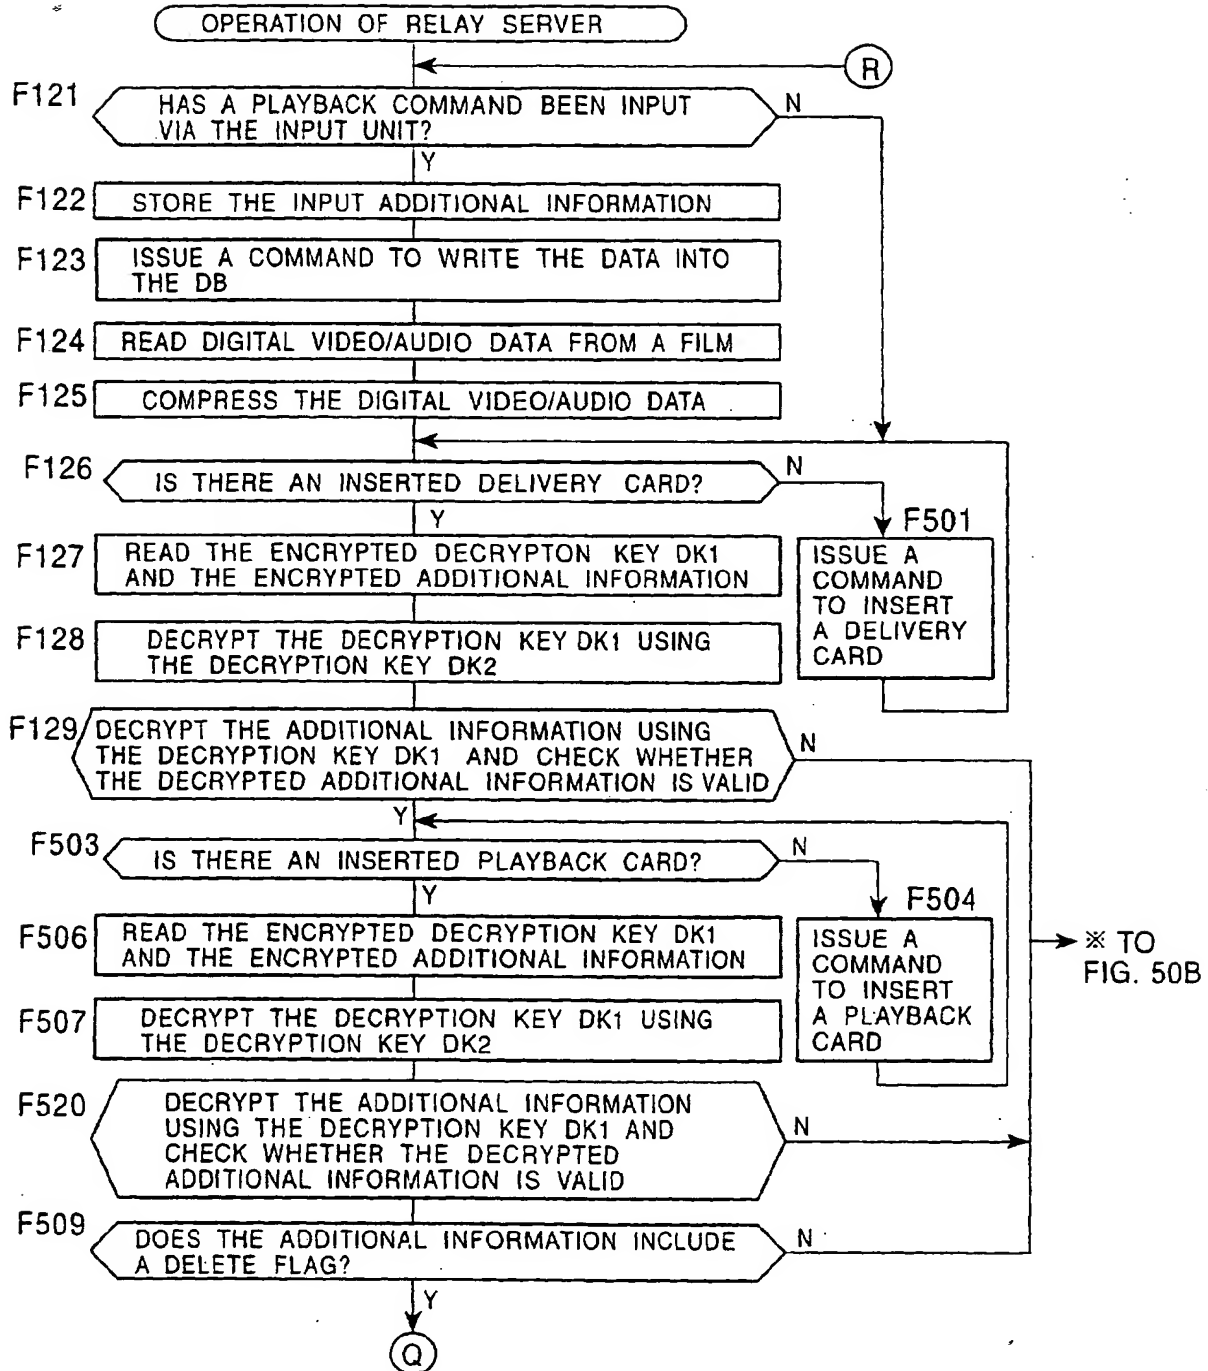 OPERATION OF RELAY SERVER
R
F121
HAS A PLAYBACK COMMAND BEEN INPUT
VIA THE INPUT UNIT?
N
Y
F122
STORE THE INPUT ADDITIONAL INFORMATION
F123
ISSUE A COMMAND TO WRITE THE DATA INTO
THE DB
F124
READ DIGITAL VIDEO/AUDIO DATA FROM A FILM
F125
COMPRESS THE DIGITAL VIDEO/AUDIO DATA
F126
IS THERE AN INSERTED DELIVERY CARD?
N
Y
F501
ISSUE A
COMMAND
TO INSERT
A DELIVERY
CARD
F127
READ THE ENCRYPTED DECRYPTON KEY DK1
AND THE ENCRYPTED ADDITIONAL INFORMATION
F128
DECRYPT THE DECRYPTION KEY DK1 USING
THE DECRYPTION KEY DK2
F129
DECRYPT THE ADDITIONAL INFORMATION USING
THE DECRYPTION KEY DK1 AND CHECK WHETHER
THE DECRYPTED ADDITIONAL INFORMATION IS VALID
N
Y
F503
IS THERE AN INSERTED PLAYBACK CARD?
N
Y
F504
ISSUE A
COMMAND
TO INSERT
A PLAYBACK
CARD
※ TO
FIG. 50B
F506
READ THE ENCRYPTED DECRYPTION KEY DK1
AND THE ENCRYPTED ADDITIONAL INFORMATION
F507
DECRYPT THE DECRYPTION KEY DK1 USING
THE DECRYPTION KEY DK2
F520
DECRYPT THE ADDITIONAL INFORMATION
USING THE DECRYPTION KEY DK1 AND
CHECK WHETHER THE DECRYPTED
ADDITIONAL INFORMATION IS VALID
N
F509
DOES THE ADDITIONAL INFORMATION INCLUDE
A DELETE FLAG?
N
Y
Q